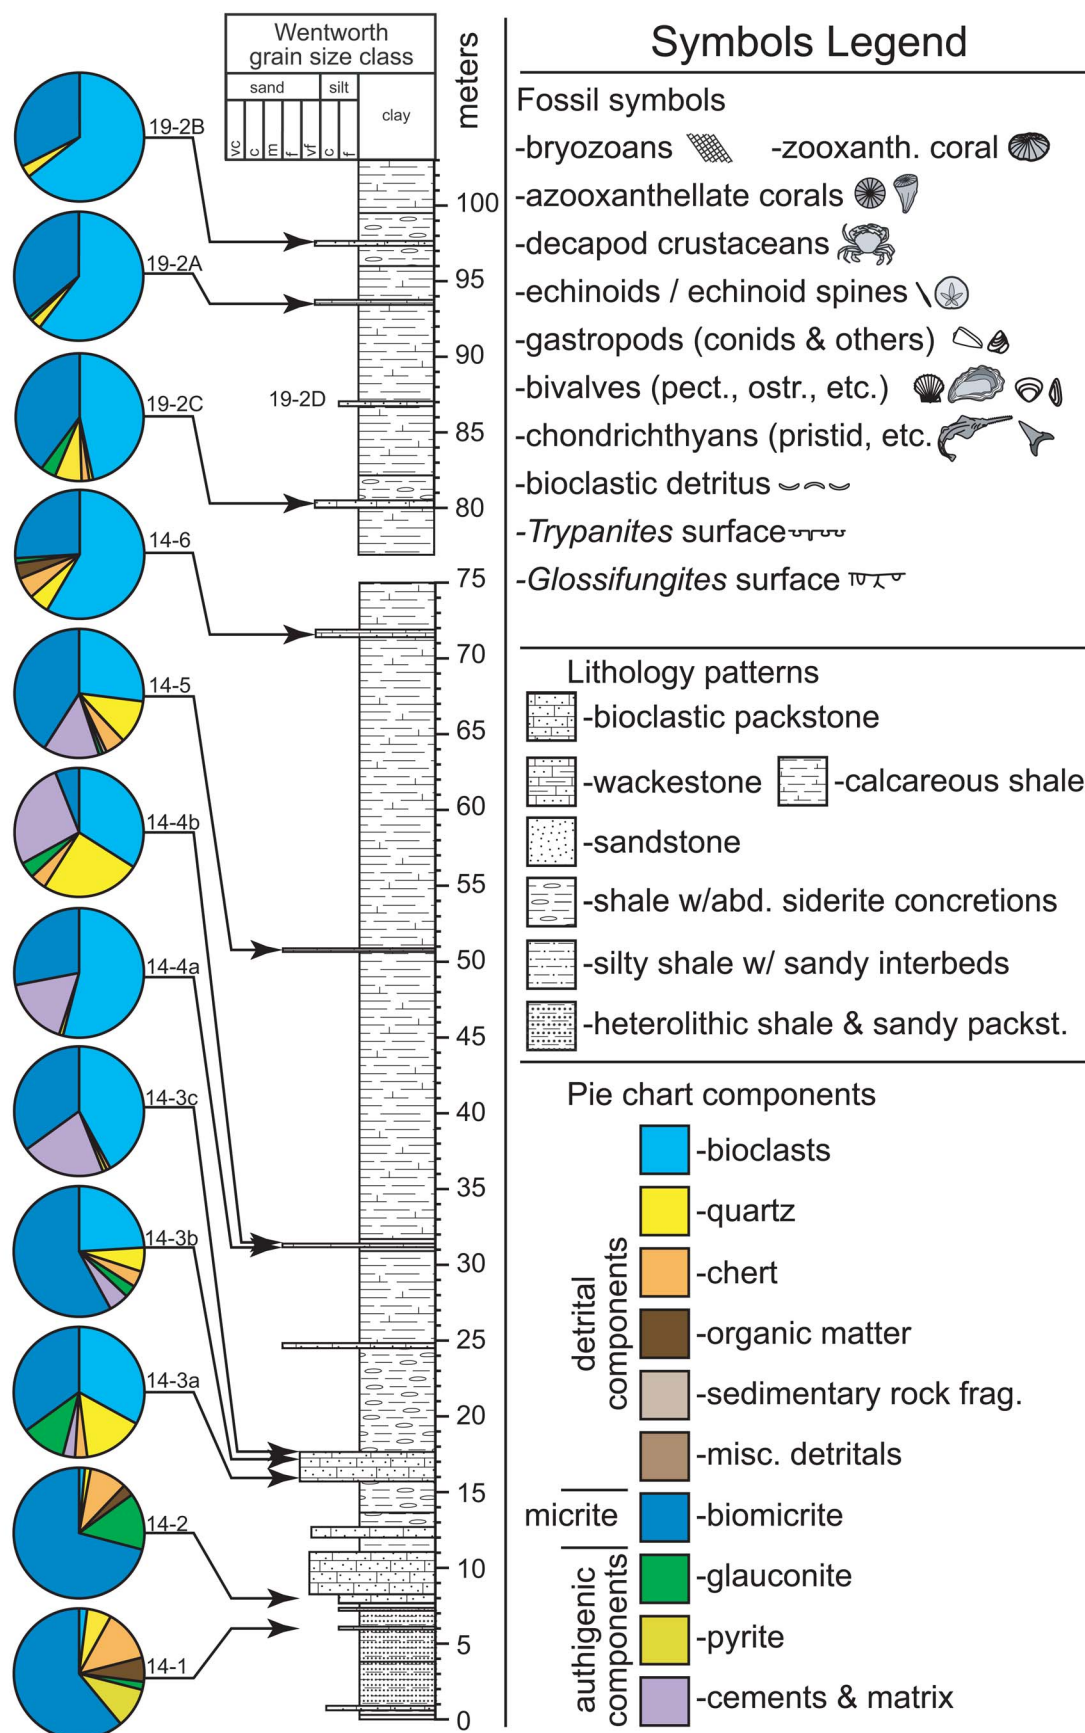 Wentworth
grain size class
sand
silt
clay
vc
c
m
f
vf
c
f
meters
19-2B
19-2A
19-2C
19-2D
14-6
14-5
14-4b
14-4a
14-3c
14-3b
14-3a
14-2
14-1
100
95
90
85
80
75
70
65
60
55
50
45
40
35
30
25
20
15
10
5
0
Symbols Legend
Fossil symbols
-bryozoans
-zooxanth. coral
-azooxanthellate corals
-decapod crustaceans
-echinoids / echinoid spines
-gastropods (conids & others)
-bivalves (pect., ostr., etc.)
-chondrichthyans (pristid, etc.
-bioclastic detritus
-Trypanites surface
-Glossifungites surface
Lithology patterns
-bioclastic packstone
-wackestone
-calcareous shale
-sandstone
-shale w/abd. siderite concretions
-silty shale w/ sandy interbeds
-heterolithic shale & sandy packst.
Pie chart components
detrital
components
-bioclasts
-quartz
-chert
-organic matter
-sedimentary rock frag.
-misc. detritals
micrite
-biomicrite
authigenic
components
-glauconite
-pyrite
-cements & matrix